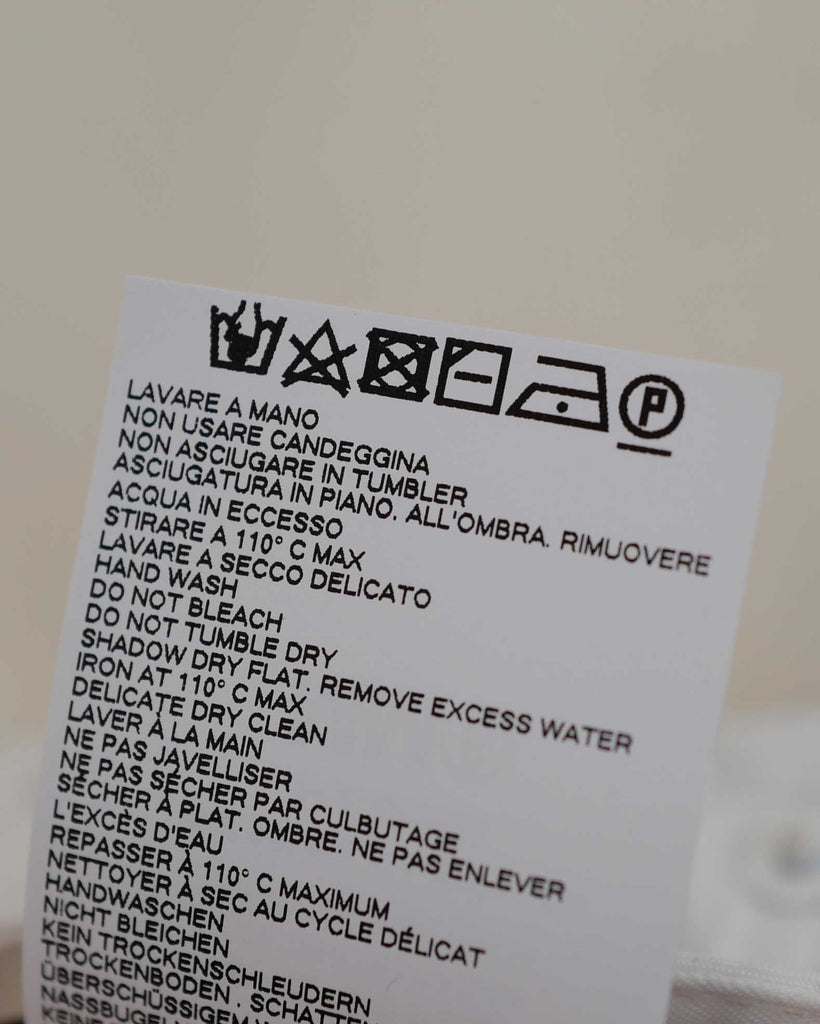 P
LAVARE A MANO
NON USARE CANDEGGINA
NON ASCIUGARE IN TUMBLER
ASCIUGATURA IN PIANO. ALL'OMBRA. RIMUOVERE
ACQUA IN ECCESSO
STIRARE A 110° C MAX
LAVARE A SECCO DELICATO
HAND WASH
DO NOT BLEACH
DO NOT TUMBLE DRY
SHADOW DRY FLAT. REMOVE EXCESS WATER
IRON AT 110° C MAX
DELICATE DRY CLEAN
LAVER À LA MAIN
NE PAS JAVELLISER
NE PAS SÉCHER PAR CULBUTAGE
SÉCHER À PLAT. OMBRE. NE PAS ENLEVER
L'EXCÈS D'EAU
REPASSER À 110° C MAXIMUM
NETTOYER À SEC AU CYCLE DÉLICAT
HANDWASCHEN
NICHT BLEICHEN
KEIN TROCKENSCHLEUDERN
TROCKENBODEN . SCHATTEN
ÜBERSCHÜSSIGEM
NASSBUGEL
KEINE